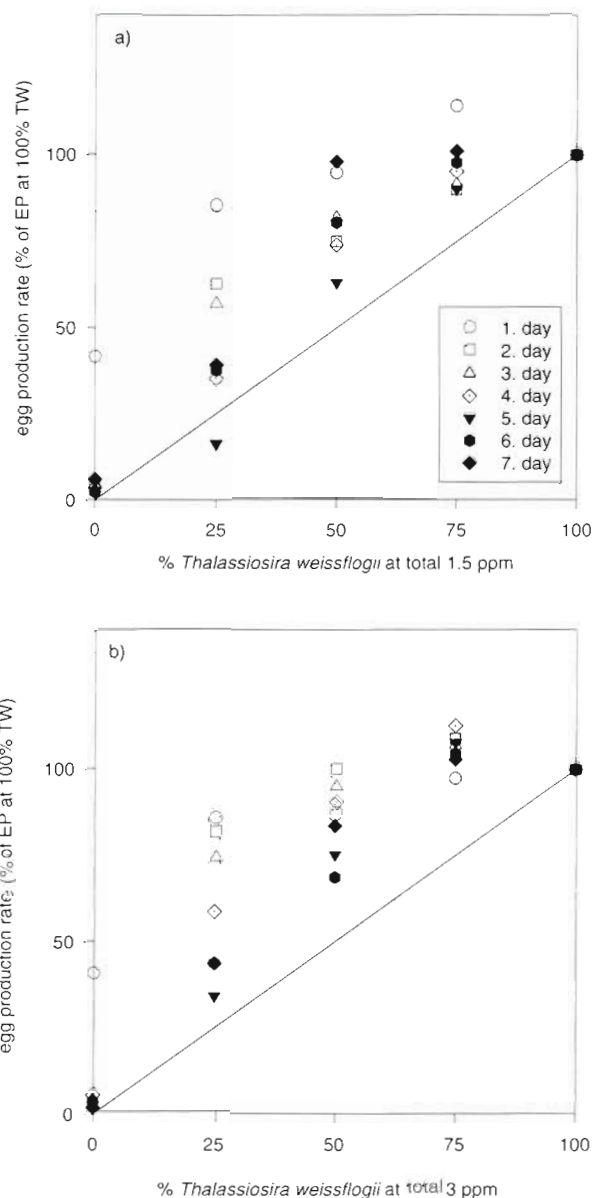 a)
egg production rate (% of EP at 100% TW)
100
50
0
1. day
2. day
3. day
4. day
5. day
6. day
7. day
0 25 50 75 100
% Thalassiosira weissflogii at total 1.5 ppm
b)
egg production rate (% of EP at 100% TW)
100
50
0
0 25 50 75 100
% Thalassiosira weissflogii at total 3 ppm